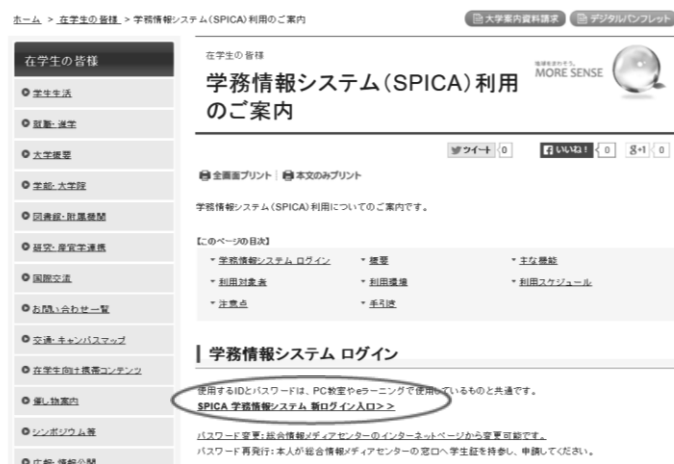 ホーム > 在学生の皆様 > 学務情報システム(SPICA)利用のご案内
大学案内資料請求
デジタルパンフレット
在学生の皆様
学生生活
就職・進学
大学概要
学部・大学院
図書館・附属機関
研究・産官学連携
国際交流
お問い合わせ一覧
交通・キャンパスマップ
在学生向け携帯コンテンツ
催し物案内
シンポジウム等
広報・情報公開
在学生の皆様
学務情報システム(SPICA)利用
のご案内
地球をまわそう。
MORE SENSE
ツイート 0
いいね! 0
g+1 0
全画面プリント | 本文のみプリント
学務情報システム(SPICA)利用についてのご案内です。
【このページの目次】
学務情報システム ログイン
概要
主な機能
利用対象者
利用環境
利用スケジュール
注意点
手引き
学務情報システム ログイン
使用するIDとパスワードは、PC教室やeラーニングで使用しているものと共通です。
SPICA 学務情報システム 新ログイン入口>>
パスワード変更:総合情報メディアセンターのインターネットページから変更可能です。
パスワード再発行:本人が総合情報メディアセンターの窓口へ学生証を持参し、申請してください。